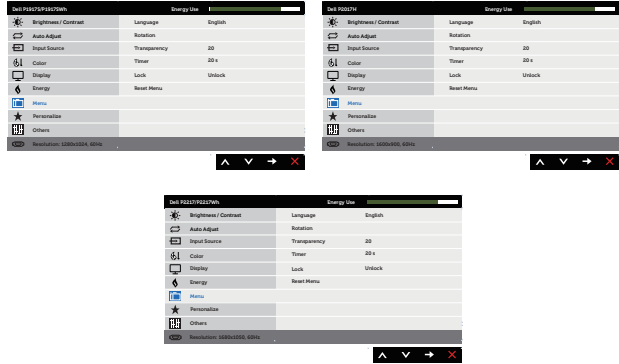 Dell P1917S/P1917SWh Energy Use
Brightness / Contrast Language English
Auto Adjust Rotation
Input Source Transparency 20
Color Timer 20 s
Display Lock Unlock
Energy Reset Menu
Menu
Personalize
Others
Resolution: 1280x1024, 60Hz
Dell P2017H Energy Use
Brightness / Contrast Language English
Auto Adjust Rotation
Input Source Transparency 20
Color Timer 20 s
Display Lock Unlock
Energy Reset Menu
Menu
Personalize
Others
Resolution: 1600x900, 60Hz
Dell P2217/P2217Wh Energy Use
Brightness / Contrast Language English
Auto Adjust Rotation
Input Source Transparency 20
Color Timer 20 s
Display Lock Unlock
Energy Reset Menu
Menu
Personalize
Others
Resolution: 1680x1050, 60Hz